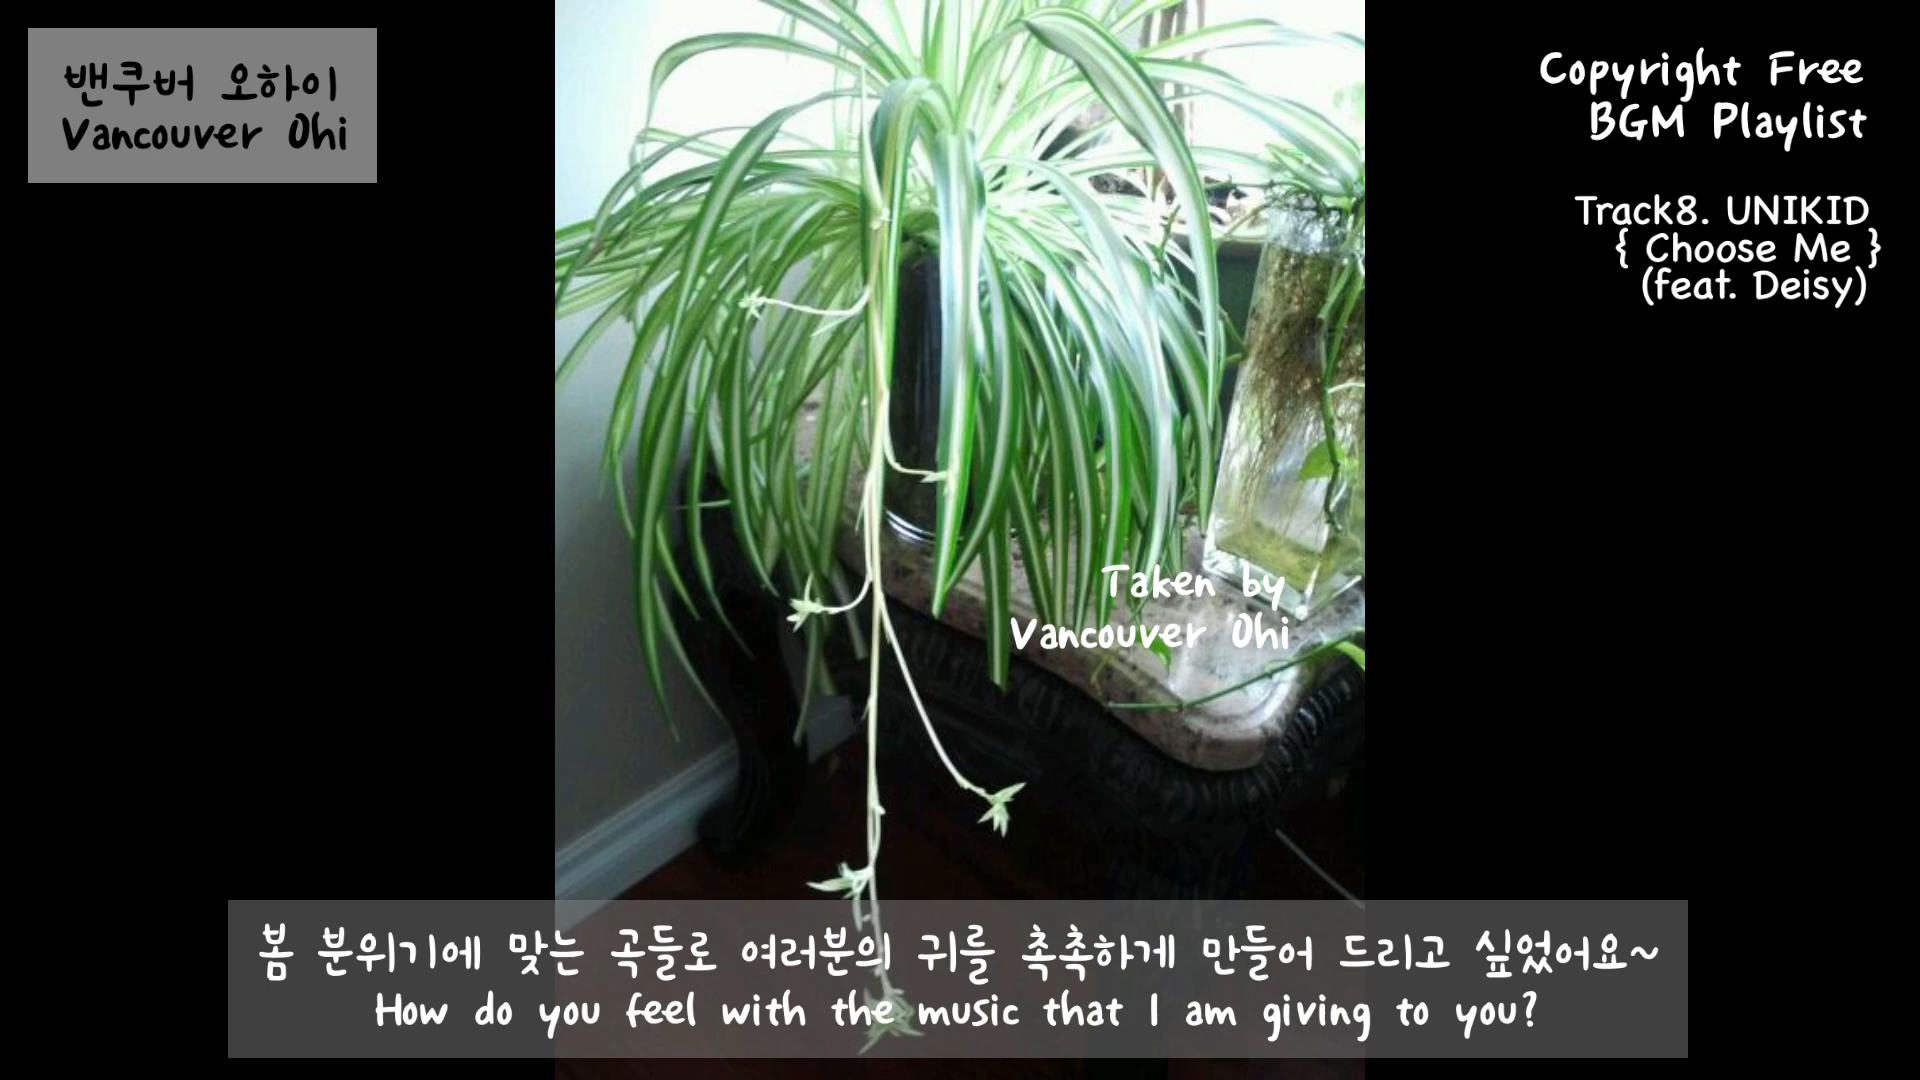 밴쿠버 오하이
Vancouver Ohi
Copyright Free
BGM Playlist
Track8. UNIKID
{ Choose Me }
(feat. Deisy)
Taken by
Vancouver Ohi
봄 분위기에 맞는 곡들로 여러분의 귀를 촉촉하게 만들어 드리고 싶었어요~
How do you feel with the music that I am giving to you?